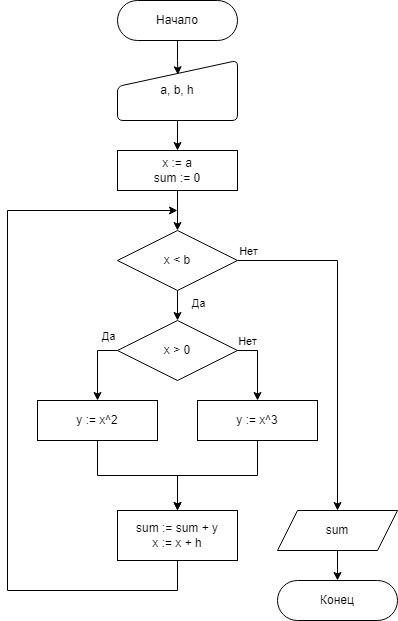 Начало
a, b, h
x := a
sum := 0
x < b
Нет
Да
x > 0
Да
Нет
y := x^2
y := x^3
sum := sum + y
x := x + h
sum
Конец